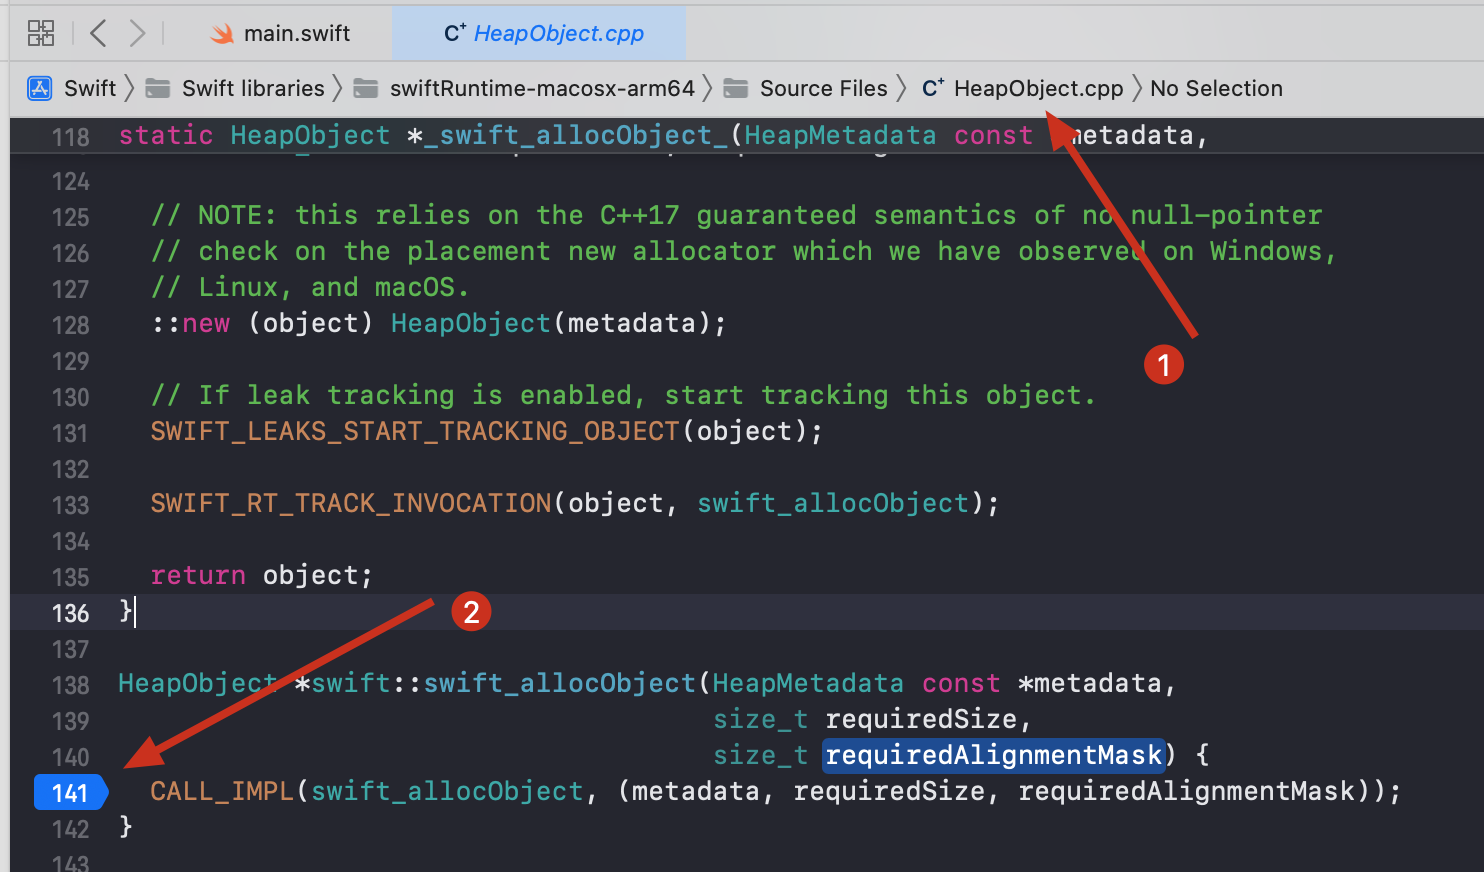 main.swift C+ HeapObject.cpp
Swift Swift libraries swiftRuntime-macosx-arm64 Source Files C+ HeapObject.cpp No Selection
118 static HeapObject *_swift_allocObject_(HeapMetadata const metadata,
124
125 // NOTE: this relies on the C++17 guaranteed semantics of no null-pointer
126 // check on the placement new allocator which we have observed on Windows,
127 // Linux, and macOS.
128 ::new (object) HeapObject(metadata);
129
1
130 // If leak tracking is enabled, start tracking this object.
131 SWIFT_LEAKS_START_TRACKING_OBJECT(object);
132
133 SWIFT_RT_TRACK_INVOCATION(object, swift_allocObject);
134
135 return object;
136 }
2
137
138 HeapObject *swift::swift_allocObject(HeapMetadata const *metadata,
139 size_t requiredSize,
140 size_t requiredAlignmentMask) {
141 CALL_IMPL(swift_allocObject, (metadata, requiredSize, requiredAlignmentMask));
142 }
143